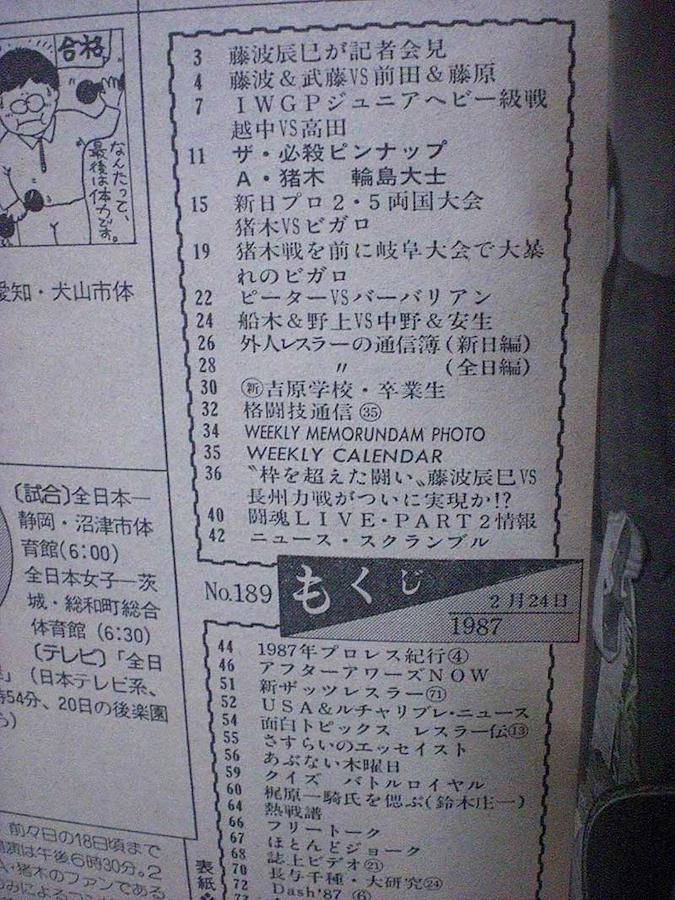 合格
なんたって、
最後は体力です。
愛知・犬山市体
〔試合〕全日本―
静岡・沼津市体
育館(6:00)
全日本女子―茨
城・総和町総合
体育館(6:30)
〔テレビ〕「全日
(日本テレビ系、
時54分、20日の後楽園
前々日の18日頃まで
開演は午後6時30分。2
A・猪木のファンである
3 藤波辰巳が記者会見
4 藤波&武藤VS前田&藤原
7 IWGPジュニアヘビー級戦
越中VS高田
11 ザ・必殺ピンナップ
A・猪木 輪島大士
15 新日プロ2・5両国大会
猪木VSビガロ
19 猪木戦を前に岐阜大会で大暴
れのビガロ
22 ピーターVSバーバリアン
24 船木&野上VS中野&安生
26 外人レスラーの通信簿(新日編)
28 〃 (全日編)
30 ㊟吉原学校・卒業生
32 格闘技通信㉟
34 WEEKLY MEMORUNDAM PHOTO
35 WEEKLY CALENDAR
36 〝枠を超えた闘い〟藤波辰巳VS
長州力戦がついに実現か!?
40 闘魂LIVE・PART2情報
42 ニュース・スクランブル
No.189 もくじ 2月24日
1987
44 1987年プロレス紀行④
46 アフターアワーズNOW
51 新ザッツレスラー(71)
52 USA&ルチャリブレ・ニュース
54 面白トピックス レスラー伝⑬
55 さすらいのエッセイスト
56 あぶない木曜日
59 クイズ バトルロイヤル
60 梶原一騎氏を偲ぶ(鈴木庄一)
64 熱戦譜
66 フリートーク
67 ほとんどジョーク
68 誌上ビデオ㉑
70 長与千種・大研究㉔
72 Dash'87 ⑥
表紙